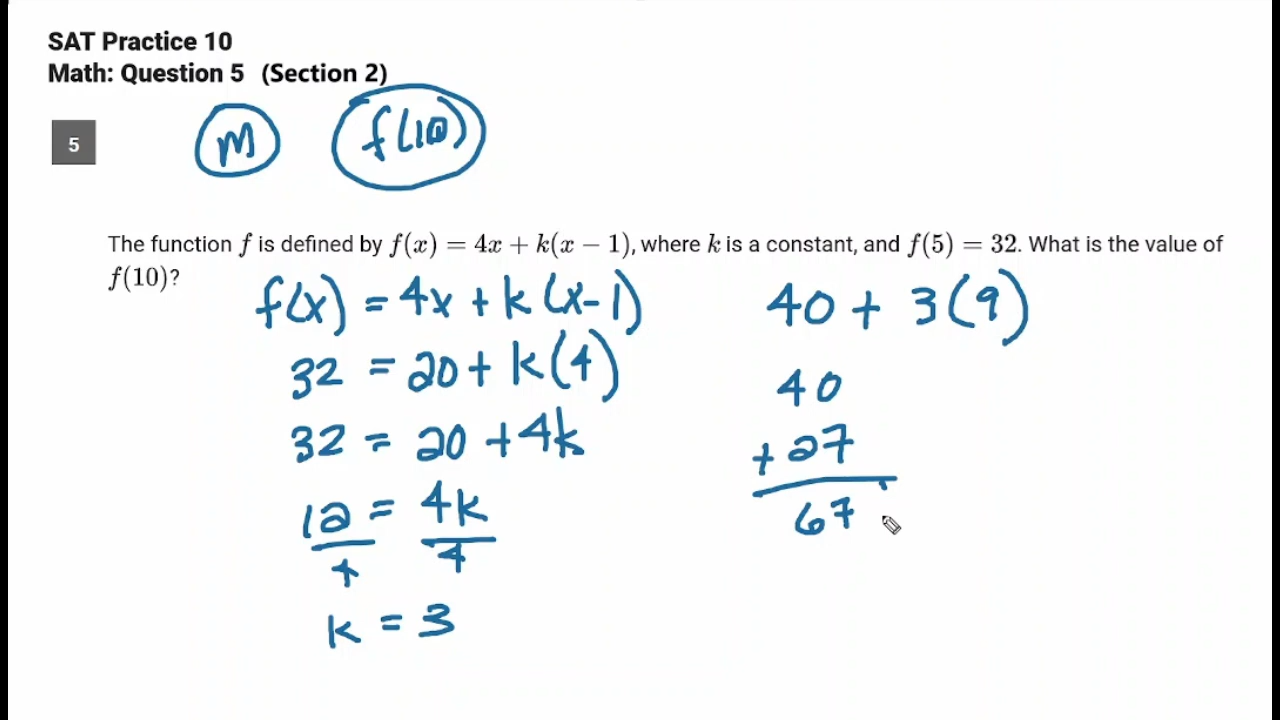 SAT Practice 10
Math: Question 5 (Section 2)
m f(10)
5
The function f is defined by f(x) = 4x + k(x − 1), where k is a constant, and f(5) = 32. What is the value of
f(10)?
f(x) = 4x + k(x-1)
32 = 20 + k(4)
32 = 20 + 4k
12 = 4k
4 4
k = 3
40 + 3(9)
40
+ 27
67